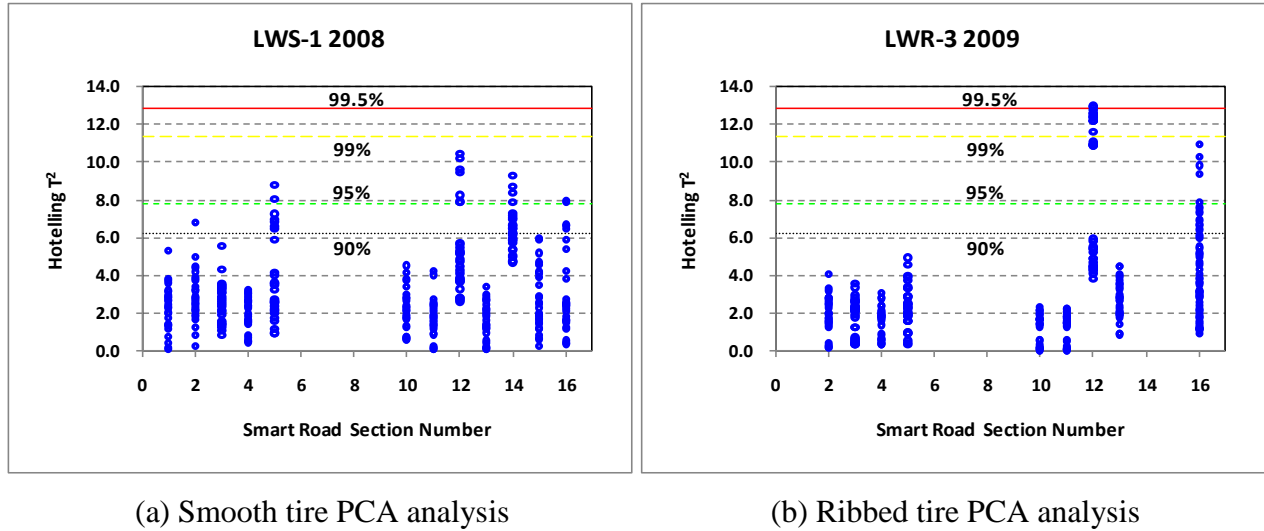 LWS-1 2008
Hotelling T²
14.0
12.0
10.0
8.0
6.0
4.0
2.0
0.0
99.5%
99%
95%
90%
0 2 4 6 8 10 12 14 16
Smart Road Section Number
(a) Smooth tire PCA analysis
LWR-3 2009
Hotelling T²
14.0
12.0
10.0
8.0
6.0
4.0
2.0
0.0
99.5%
99%
95%
90%
0 2 4 6 8 10 12 14 16
Smart Road Section Number
(b) Ribbed tire PCA analysis